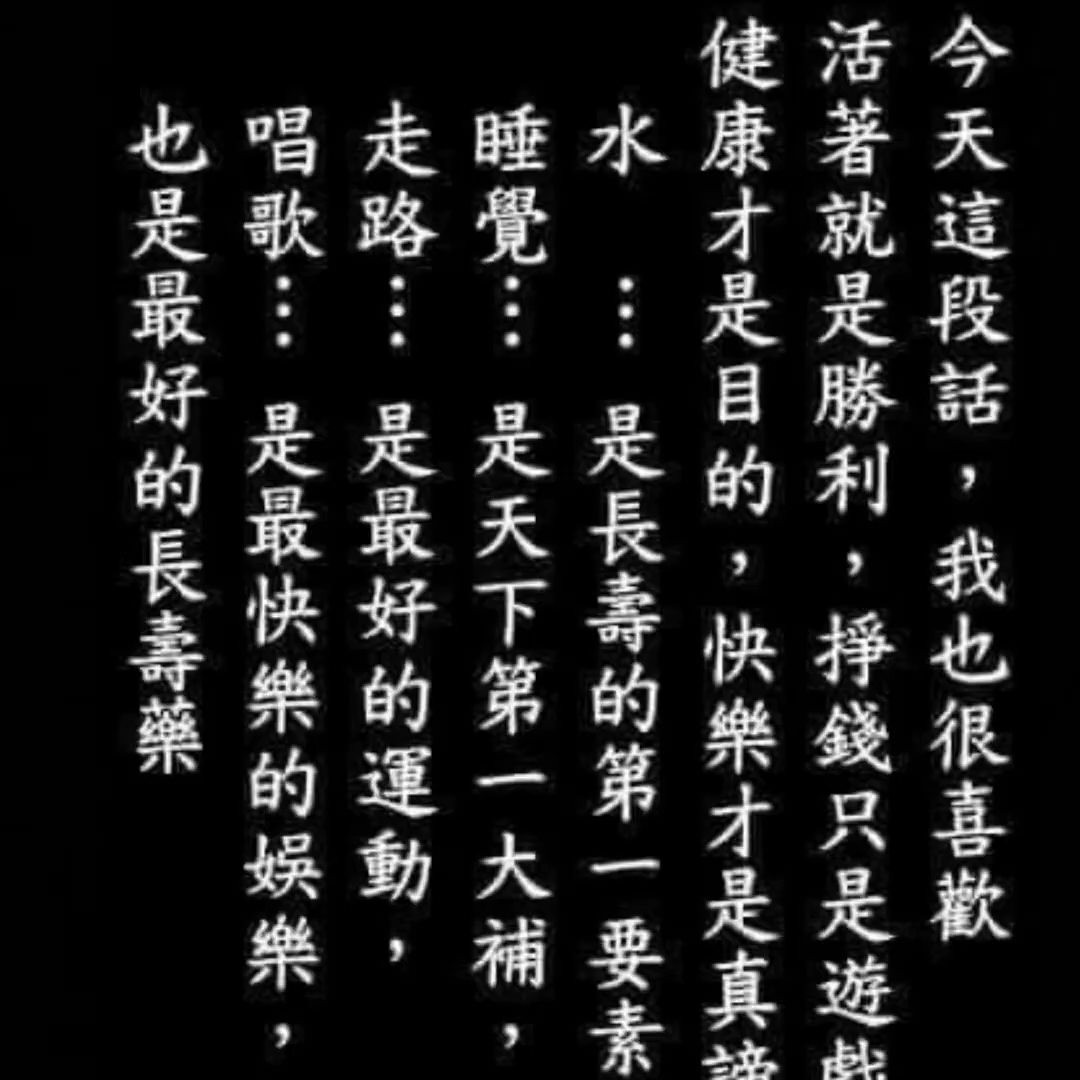 今天這段話，我也很喜歡
活著就是勝利，掙錢只是遊戲
健康才是目的，快樂才是真諦
水　…是長壽的第一要素
睡覺…是天下第一大補，
走路…是最好的運動，
唱歌…是最快樂的娛樂，
也是最好的長壽藥